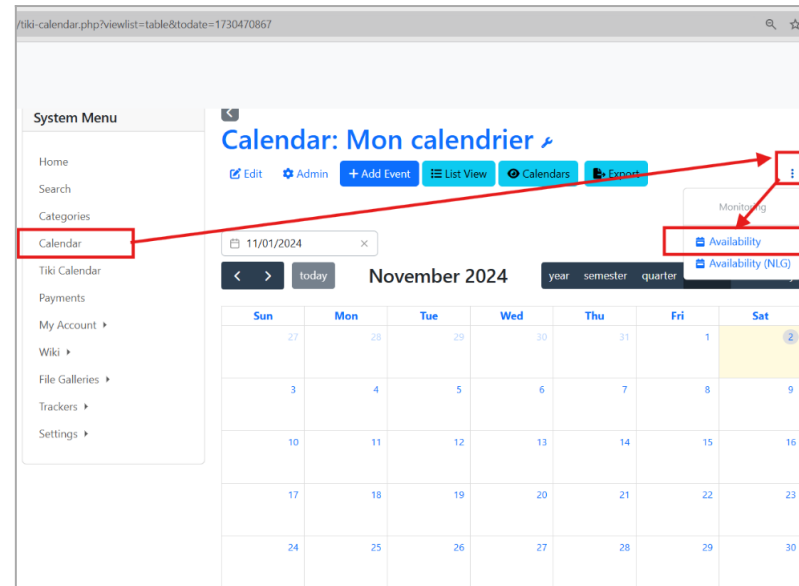 /tiki-calendar.php?viewlist=table&todate=1730470867
System Menu
Home
Search
Categories
Calendar
Tiki Calendar
Payments
My Account
Wiki
File Galleries
Trackers
Settings
Calendar: Mon calendrier
Edit Admin + Add Event List View Calendars Export
Monitoring
Availability
Availability (NLG)
11/01/2024 ×
today November 2024 year semester quarter
Sun Mon Tue Wed Thu Fri Sat
27 28 29 30 31 1 2
3 4 5 6 7 8 9
10 11 12 13 14 15 16
17 18 19 20 21 22 23
24 25 26 27 28 29 30